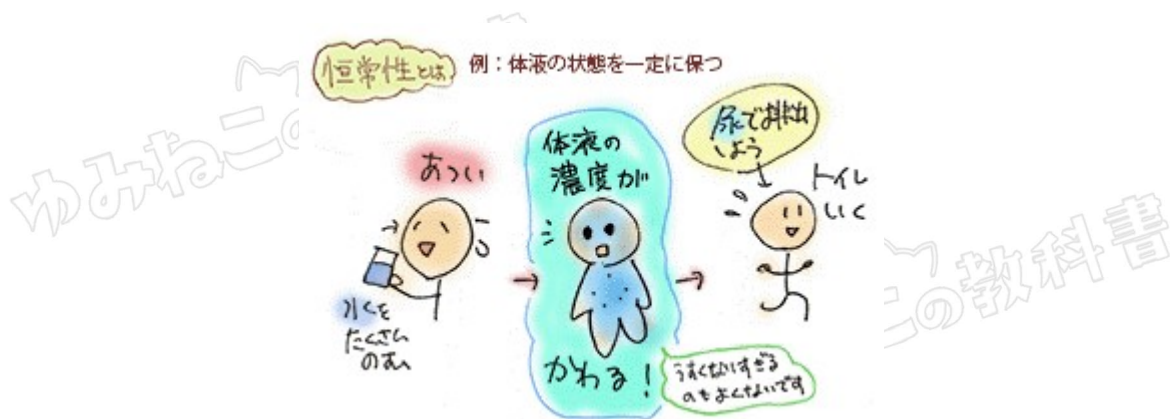 恒常性とは
例：体液の状態を一定に保つ
あつい
水を
たくさん
のむ
体液の
濃度が
かわる！
尿で排出
しよう
トイレ
いく
うすくなりすぎる
のもよくないです
ゆみねこの
この教科書